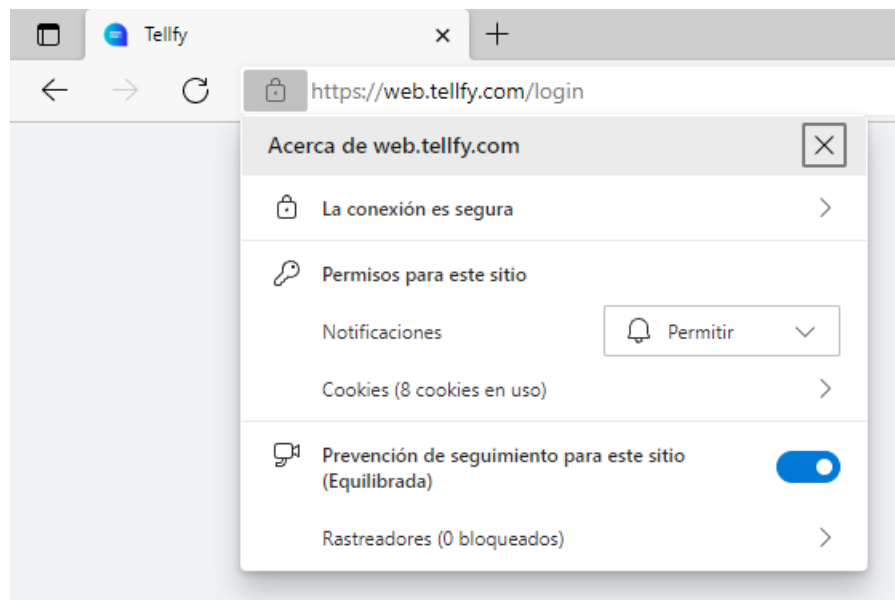 Tellfy
https://web.tellfy.com/login
Acerca de web.tellfy.com
La conexión es segura
Permisos para este sitio
Notificaciones Permitir
Cookies (8 cookies en uso)
Prevención de seguimiento para este sitio
(Equilibrada)
Rastreadores (0 bloqueados)